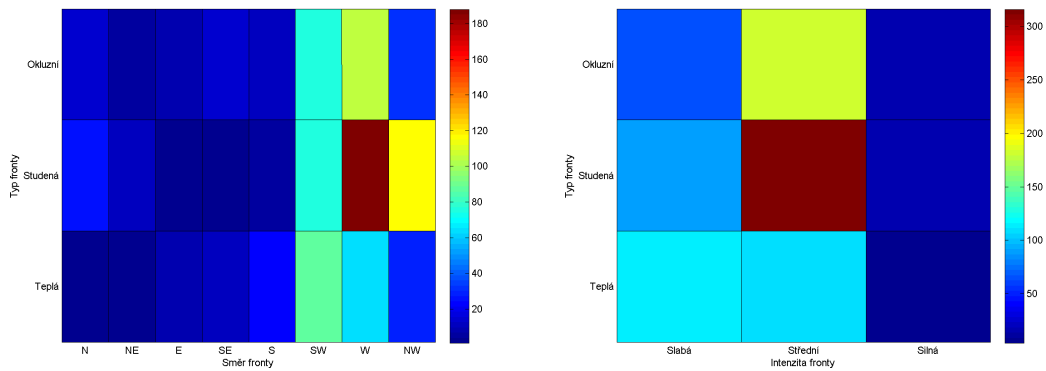 Typ fronty
Okluzní
Studená
Teplá
N NE E SE S SW W NW
Směr fronty
180
160
140
120
100
80
60
40
20
Typ fronty
Okluzní
Studená
Teplá
Slabá Střední Silná
Intenzita fronty
300
250
200
150
100
50